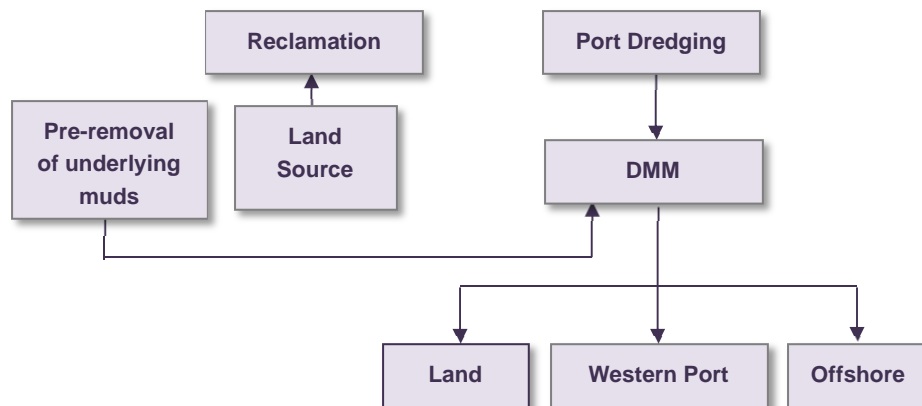 Reclamation
Port Dredging
Pre-removal
of underlying
muds
Land
Source
DMM
Land
Western Port
Offshore